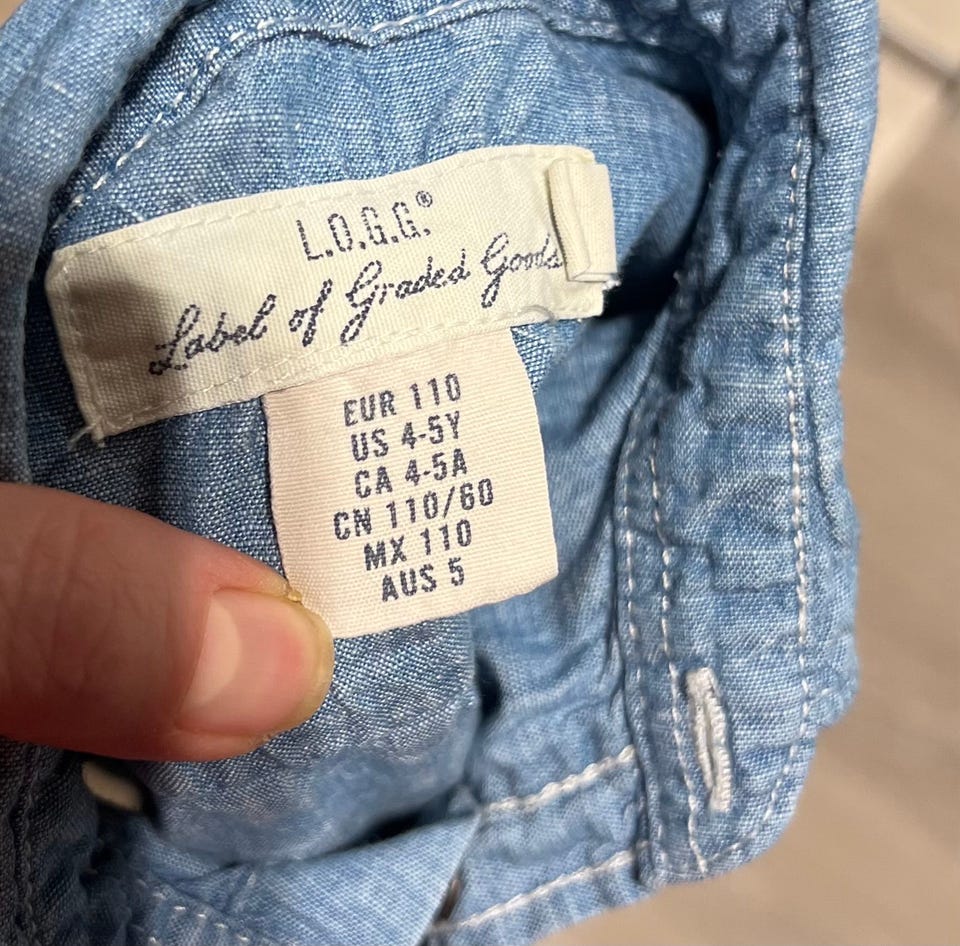 L.O.G.G.®
Label of Graded Goods
EUR 110
US 4-5Y
CA 4-5A
CN 110/60
MX 110
AUS 5